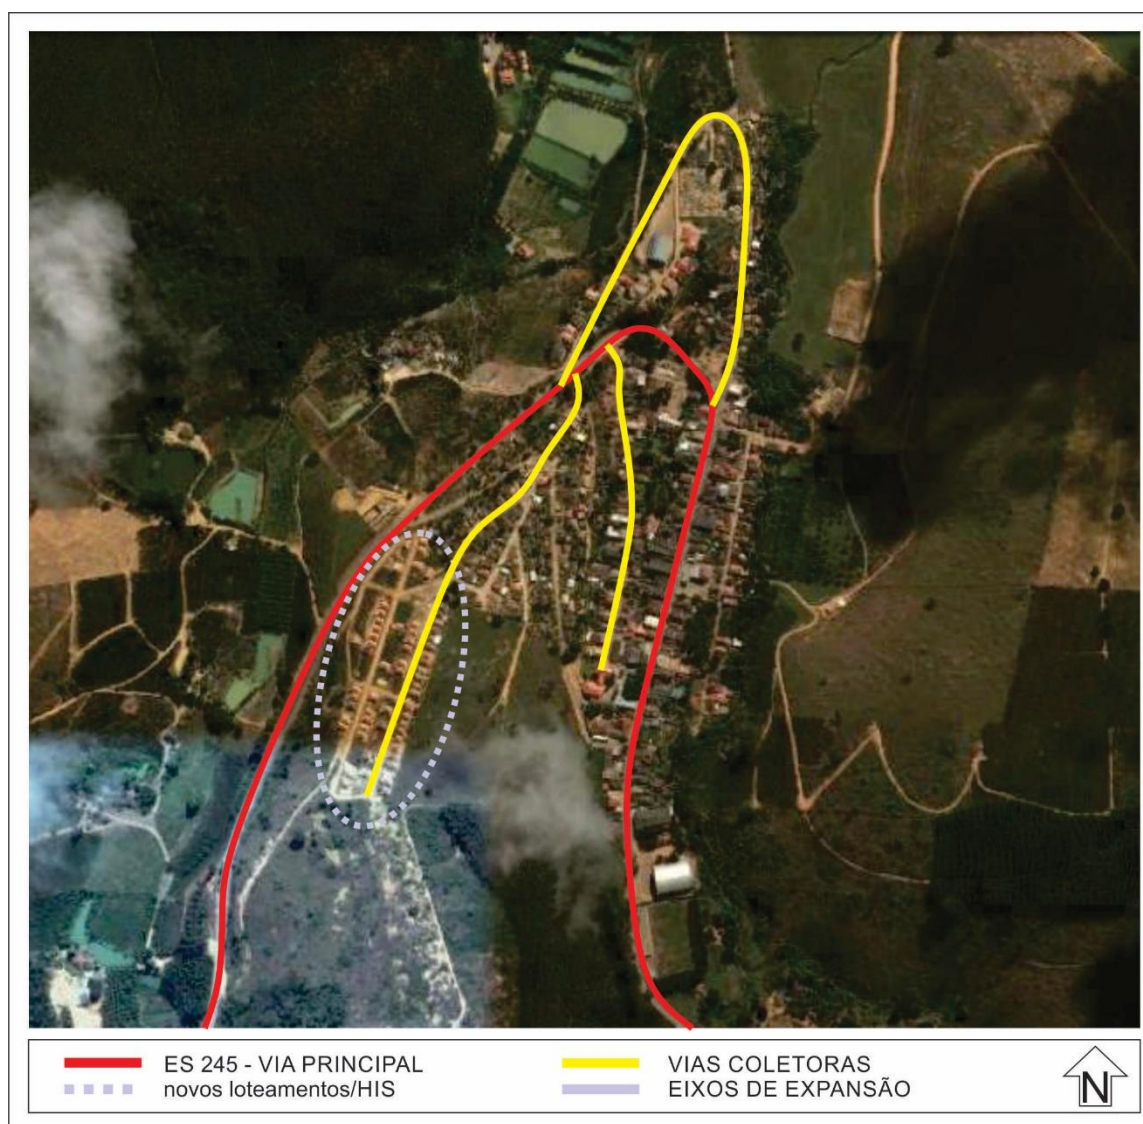 ES 245 - VIA PRINCIPAL
novos loteamentos/HIS
VIAS COLETORAS
EIXOS DE EXPANSÃO
N